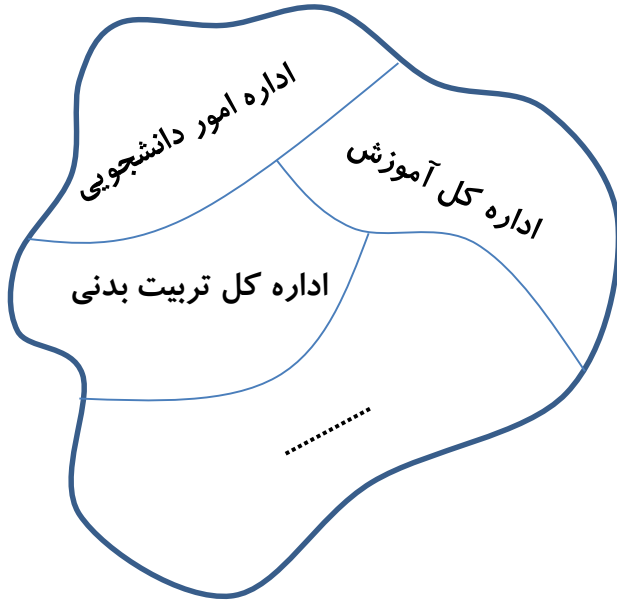 اداره امور دانشجویی
اداره کل آموزش
اداره کل تربیت بدنی
................